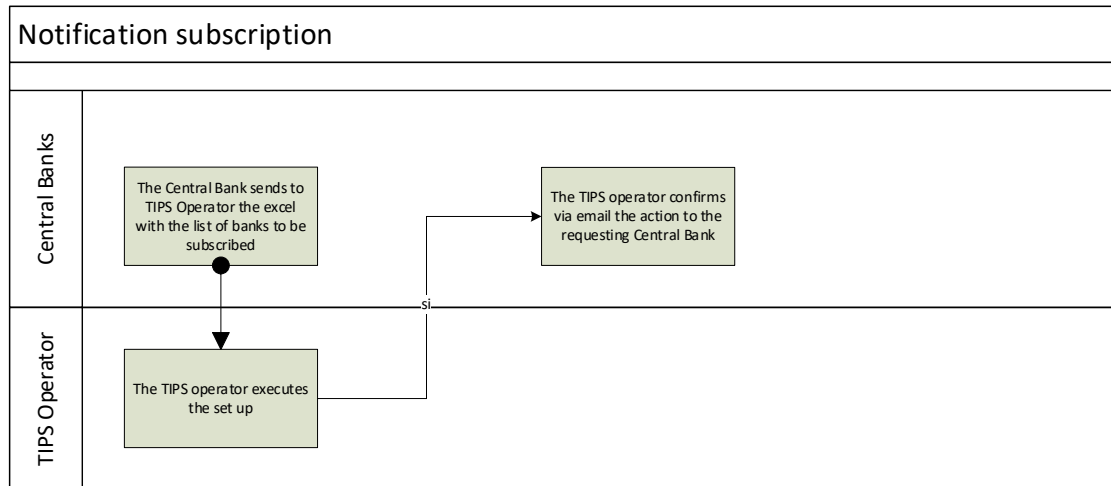 Notification subscription
Central Banks
The Central Bank sends to
TIPS Operator the excel
with the list of banks to be
subscribed
The TIPS operator confirms
via email the action to the
requesting Central Bank
si
TIPS Operator
The TIPS operator executes
the set up